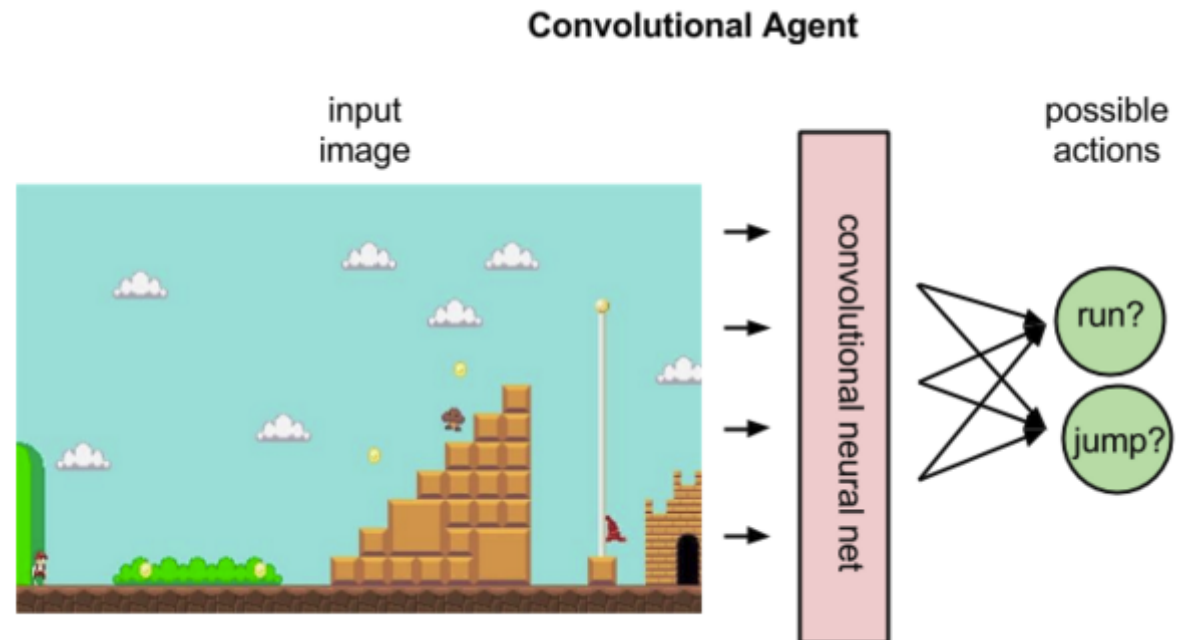 Convolutional Agent
input
image
possible
actions
convolutional neural net
run?
jump?